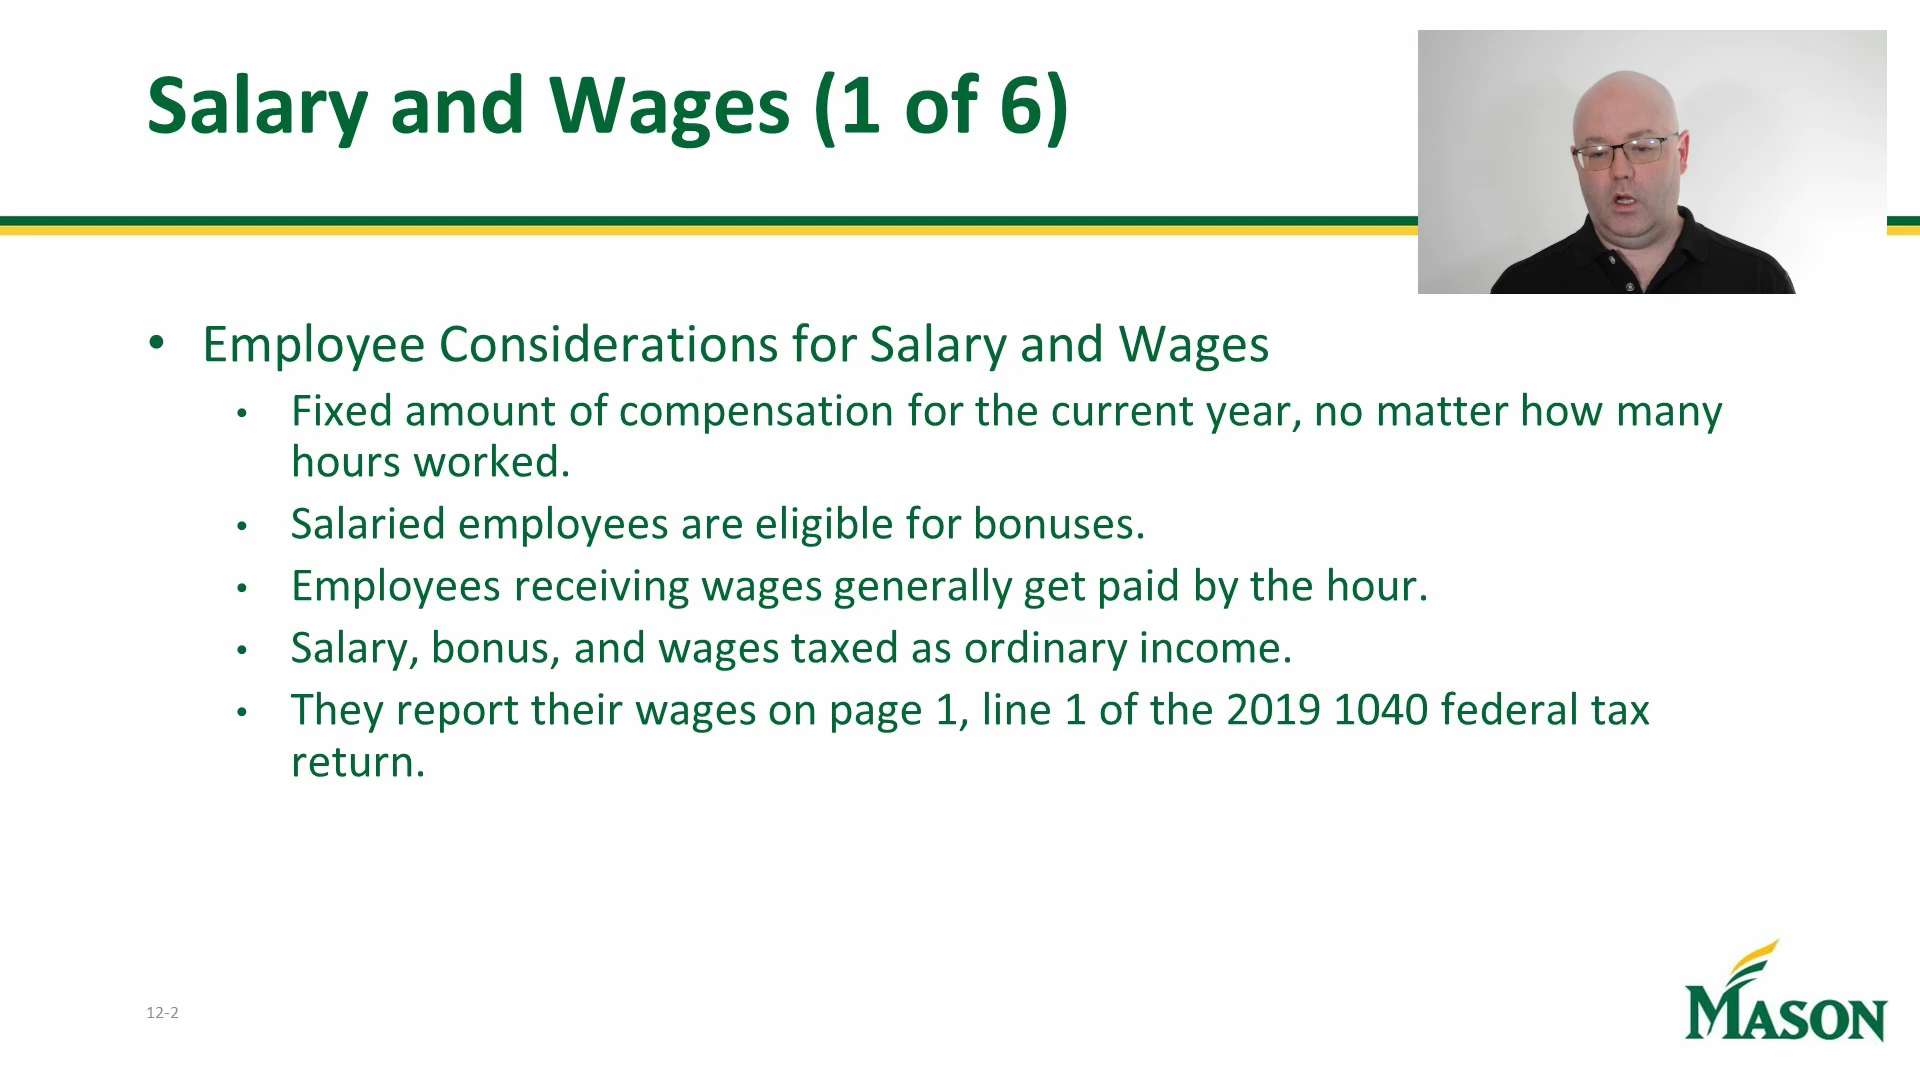 Salary and Wages (1 of 6)
• Employee Considerations for Salary and Wages
• Fixed amount of compensation for the current year, no matter how many
hours worked.
• Salaried employees are eligible for bonuses.
• Employees receiving wages generally get paid by the hour.
• Salary, bonus, and wages taxed as ordinary income.
• They report their wages on page 1, line 1 of the 2019 1040 federal tax
return.
12-2
MASON